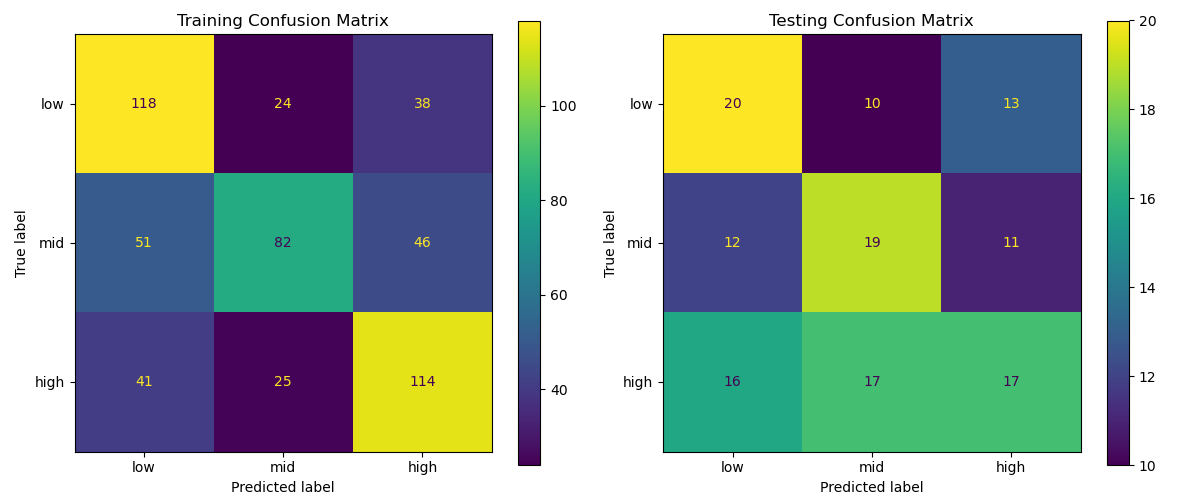 Training Confusion Matrix
low 118 24 38
mid 51 82 46
high 41 25 114
low mid high
Predicted label
True label
100
80
60
40
Testing Confusion Matrix
low 20 10 13
mid 12 19 11
high 16 17 17
low mid high
Predicted label
True label
20
18
16
14
12
10